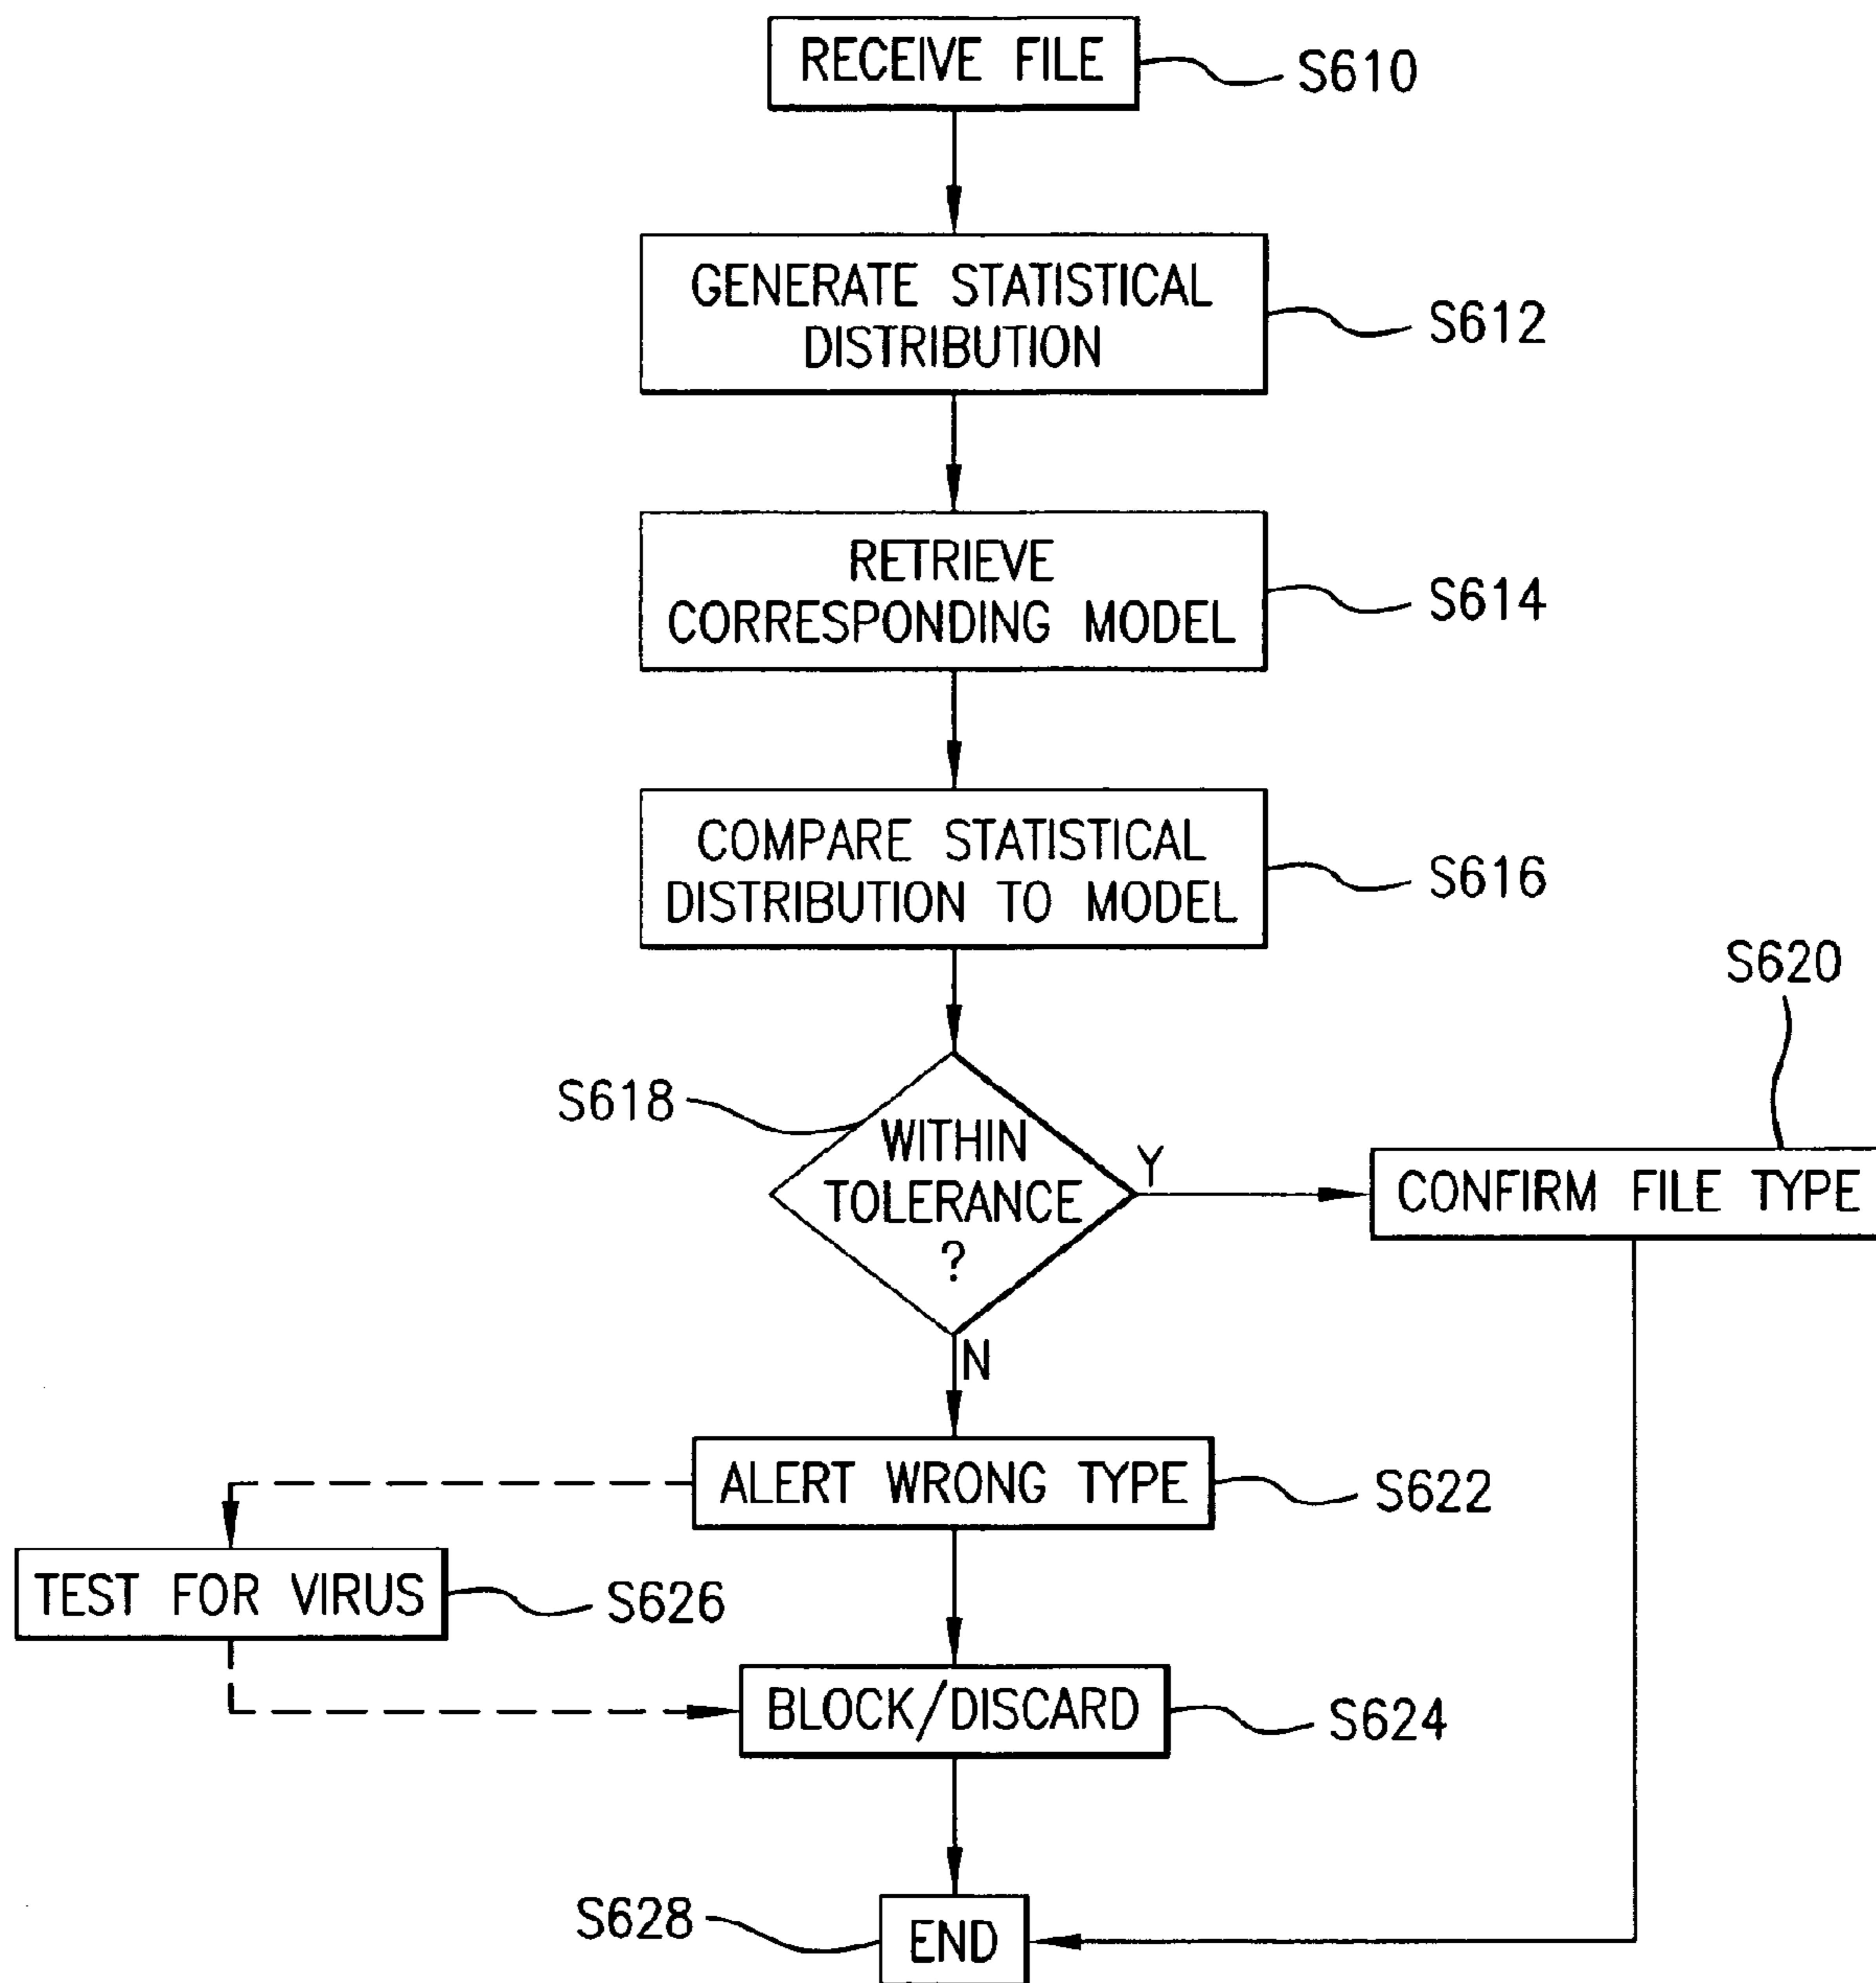 RECEIVE FILE
S610
GENERATE STATISTICAL
DISTRIBUTION
S612
RETRIEVE
CORRESPONDING MODEL
S614
COMPARE STATISTICAL
DISTRIBUTION TO MODEL
S616
S620
S618
WITHIN
TOLERANCE
?
Y
CONFIRM FILE TYPE
N
ALERT WRONG TYPE
S622
TEST FOR VIRUS
S626
BLOCK/DISCARD
S624
S628
END